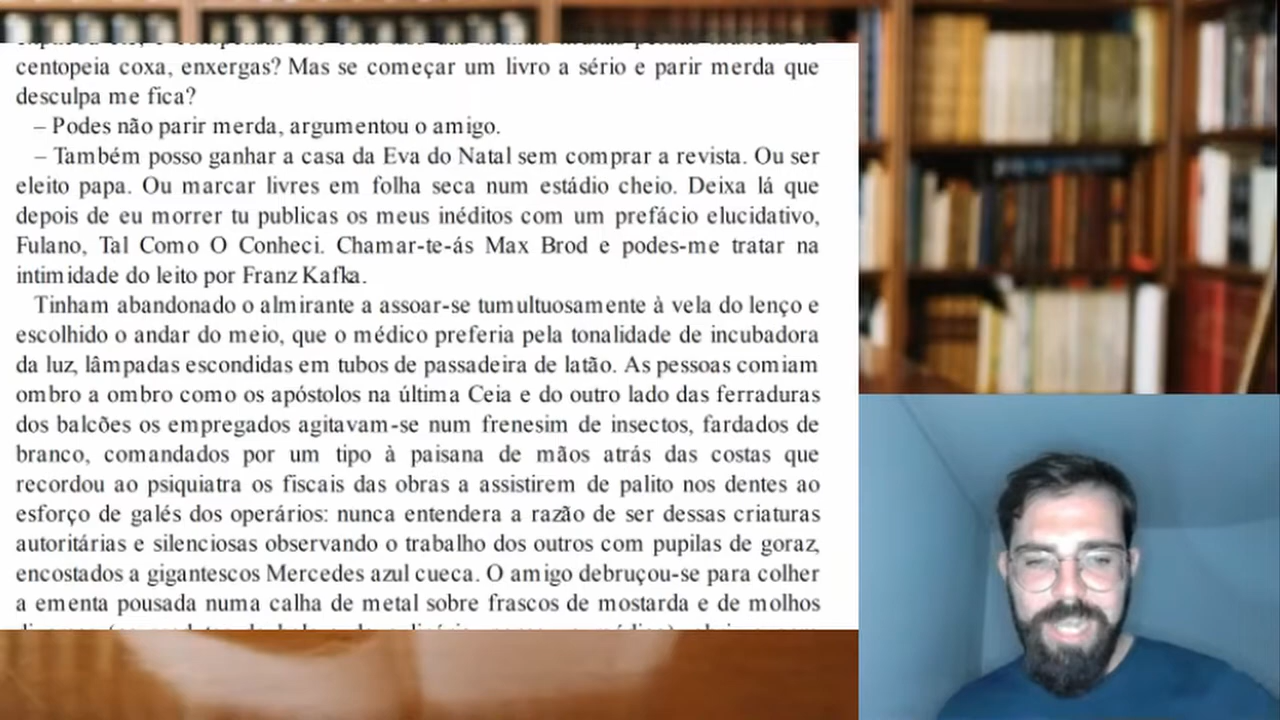 centopeia coxa, enxergas? Mas se começar um livro a sério e parir merda que
desculpa me fica?
– Podes não parir merda, argumentou o amigo.
– Também posso ganhar a casa da Eva do Natal sem comprar a revista. Ou ser
eleito papa. Ou marcar livres em folha seca num estádio cheio. Deixa lá que
depois de eu morrer tu publicas os meus inéditos com um prefácio elucidativo,
Fulano, Tal Como O Conheci. Chamar-te-ás Max Brod e podes-me tratar na
intimidade do leito por Franz Kafka.
Tinham abandonado o almirante a assoar-se tumultuosamente à vela do lenço e
escolhido o andar do meio, que o médico preferia pela tonalidade de incubadora
da luz, lâmpadas escondidas em tubos de passadeira de latão. As pessoas comiam
ombro a ombro como os apóstolos na última Ceia e do outro lado das ferraduras
dos balcões os empregados agitavam-se num frenesim de insectos, fardados de
branco, comandados por um tipo à paisana de mãos atrás das costas que
recordou ao psiquiatra os fiscais das obras a assistirem de palito nos dentes ao
esforço de galés dos operários: nunca entendera a razão de ser dessas criaturas
autoritárias e silenciosas observando o trabalho dos outros com pupilas de goraz,
encostados a gigantescos Mercedes azul cueca. O amigo debruçou-se para colher
a ementa pousada numa calha de metal sobre frascos de mostarda e de molhos